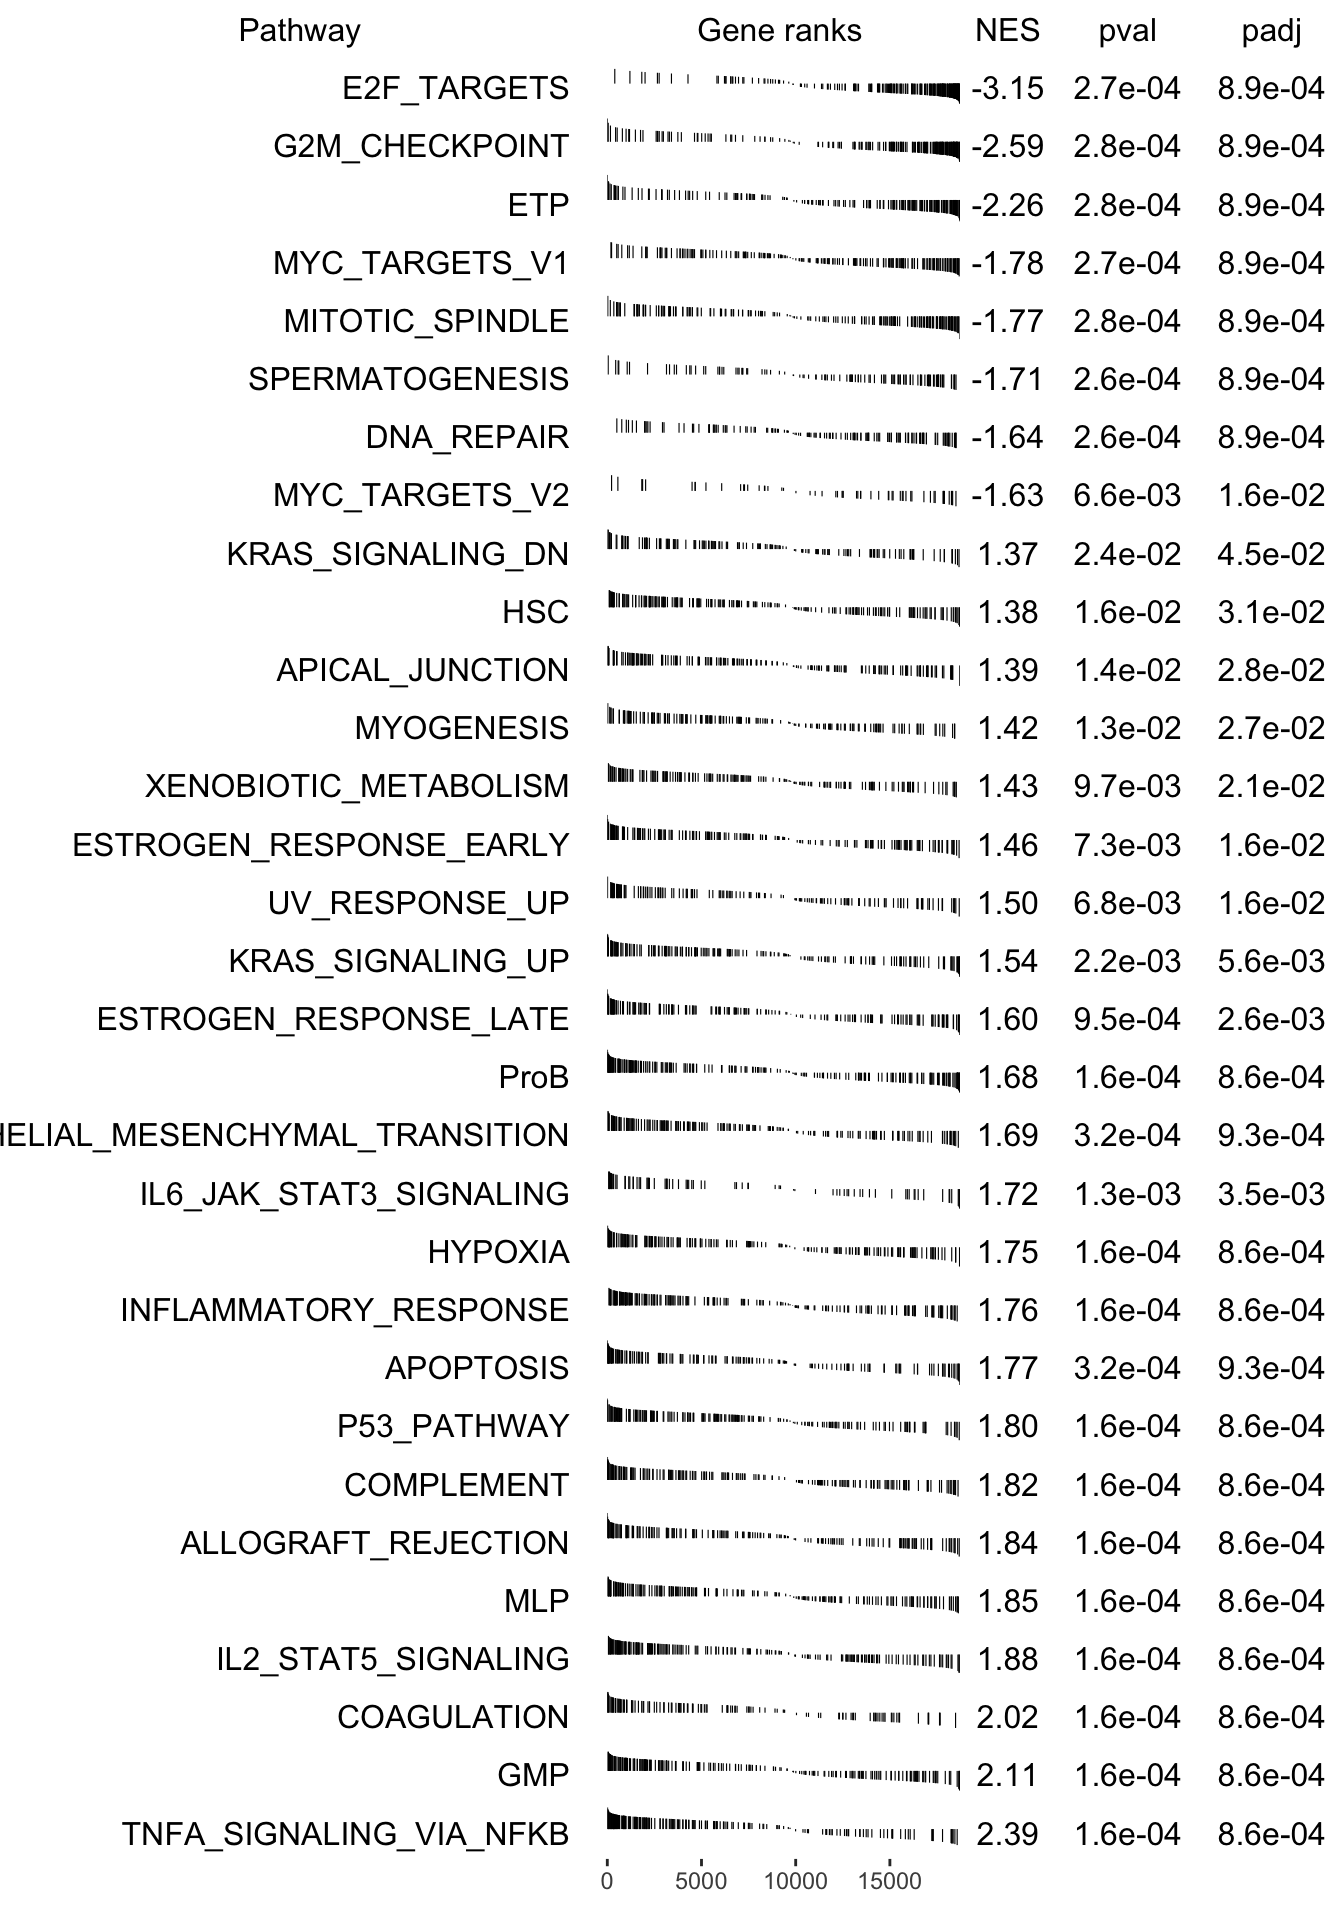 Pathway Gene ranks NES pval padj
E2F_TARGETS -3.15 2.7e-04 8.9e-04
G2M_CHECKPOINT -2.59 2.8e-04 8.9e-04
ETP -2.26 2.8e-04 8.9e-04
MYC_TARGETS_V1 -1.78 2.7e-04 8.9e-04
MITOTIC_SPINDLE -1.77 2.8e-04 8.9e-04
SPERMATOGENESIS -1.71 2.6e-04 8.9e-04
DNA_REPAIR -1.64 2.6e-04 8.9e-04
MYC_TARGETS_V2 -1.63 6.6e-03 1.6e-02
KRAS_SIGNALING_DN 1.37 2.4e-02 4.5e-02
HSC 1.38 1.6e-02 3.1e-02
APICAL_JUNCTION 1.39 1.4e-02 2.8e-02
MYOGENESIS 1.42 1.3e-02 2.7e-02
XENOBIOTIC_METABOLISM 1.43 9.7e-03 2.1e-02
ESTROGEN_RESPONSE_EARLY 1.46 7.3e-03 1.6e-02
UV_RESPONSE_UP 1.50 6.8e-03 1.6e-02
KRAS_SIGNALING_UP 1.54 2.2e-03 5.6e-03
ESTROGEN_RESPONSE_LATE 1.60 9.5e-04 2.6e-03
ProB 1.68 1.6e-04 8.6e-04
HELIAL_MESENCHYMAL_TRANSITION 1.69 3.2e-04 9.3e-04
IL6_JAK_STAT3_SIGNALING 1.72 1.3e-03 3.5e-03
HYPOXIA 1.75 1.6e-04 8.6e-04
INFLAMMATORY_RESPONSE 1.76 1.6e-04 8.6e-04
APOPTOSIS 1.77 3.2e-04 9.3e-04
P53_PATHWAY 1.80 1.6e-04 8.6e-04
COMPLEMENT 1.82 1.6e-04 8.6e-04
ALLOGRAFT_REJECTION 1.84 1.6e-04 8.6e-04
MLP 1.85 1.6e-04 8.6e-04
IL2_STAT5_SIGNALING 1.88 1.6e-04 8.6e-04
COAGULATION 2.02 1.6e-04 8.6e-04
GMP 2.11 1.6e-04 8.6e-04
TNFA_SIGNALING_VIA_NFKB 2.39 1.6e-04 8.6e-04
0 5000 10000 15000